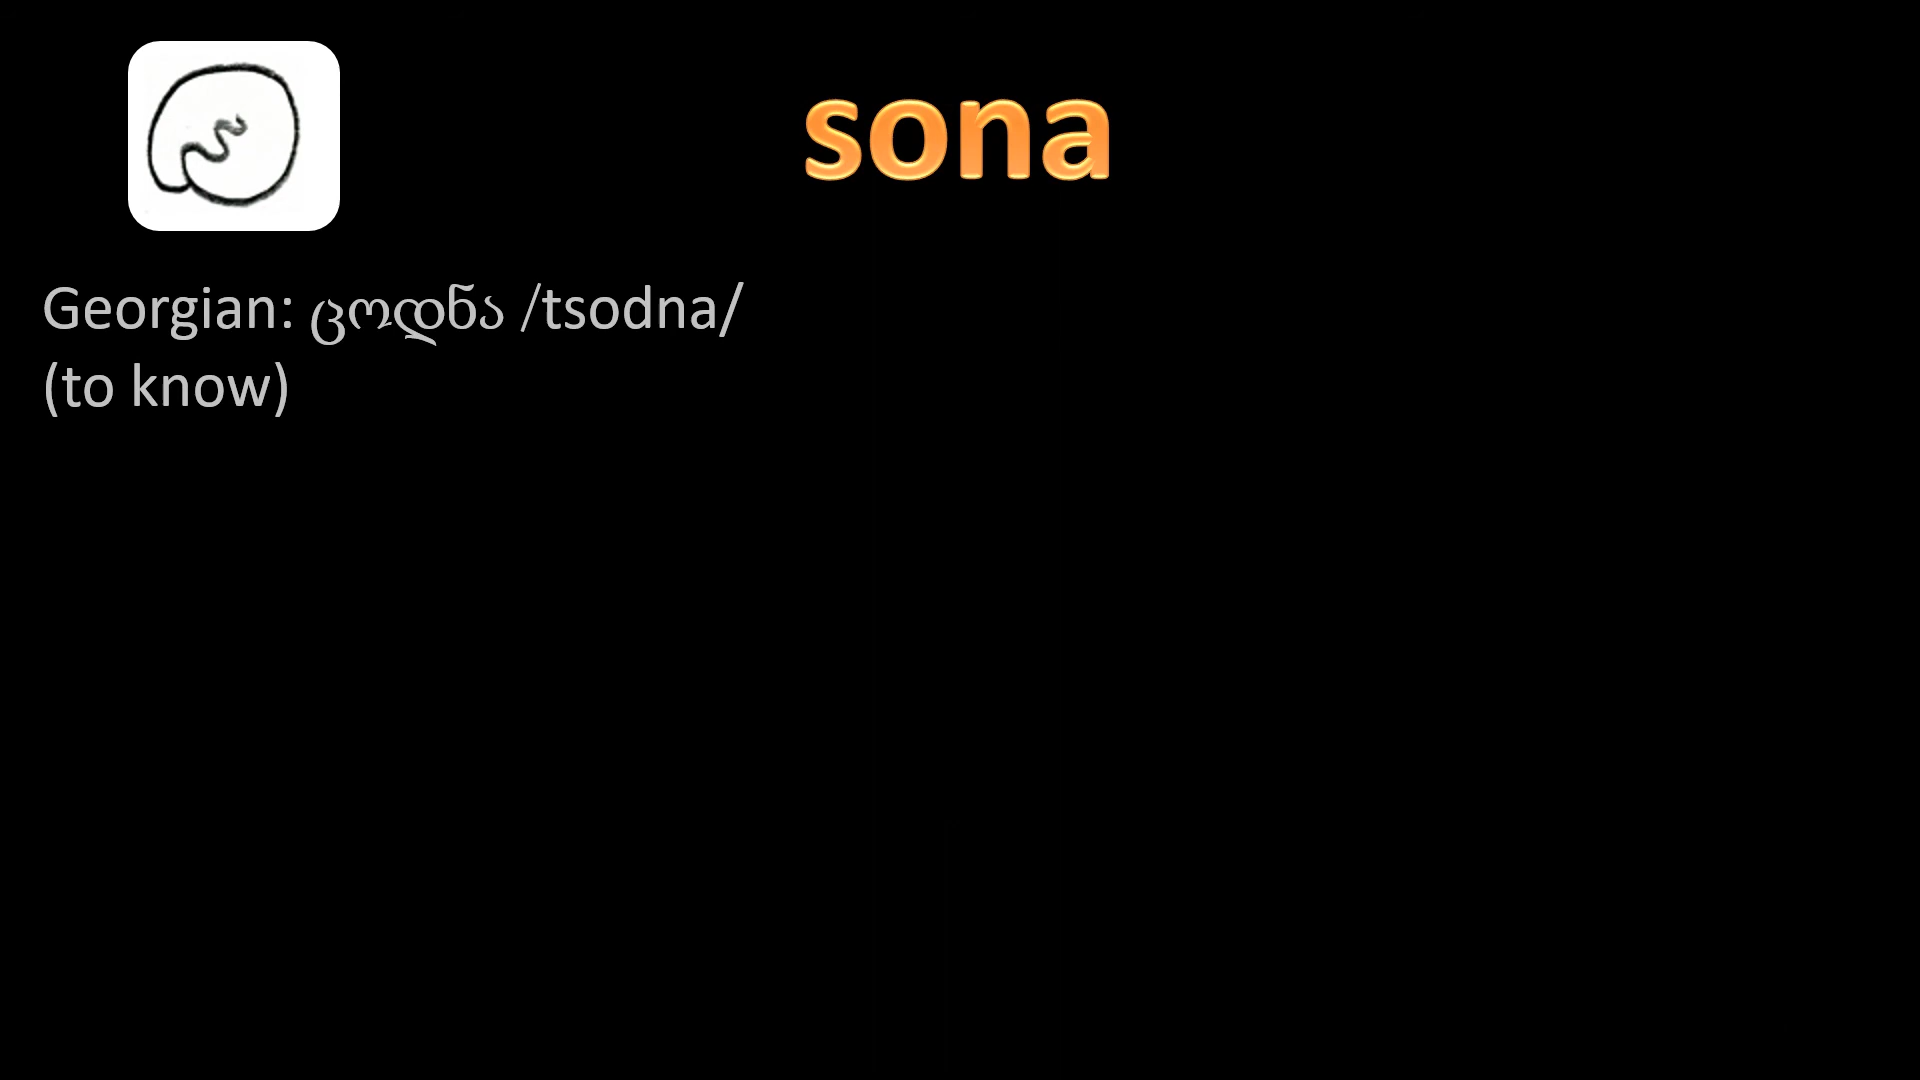 sona
Georgian: ცოდნა /tsodna/
(to know)